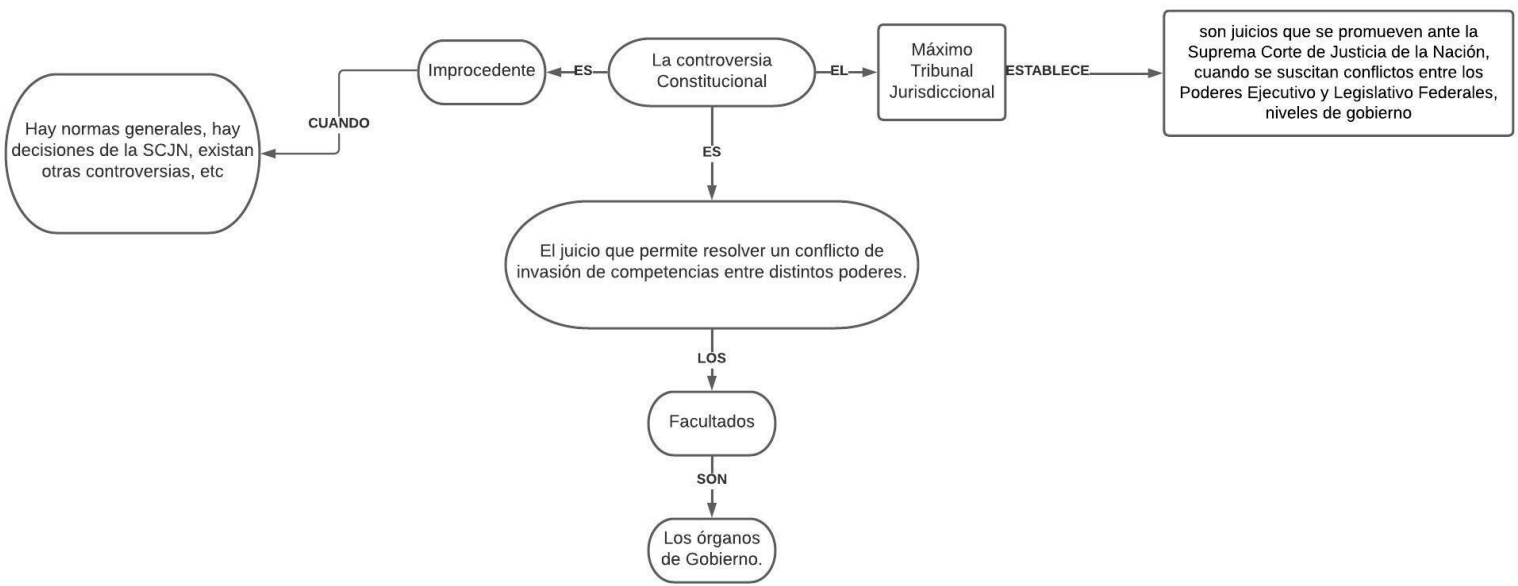 La controversia
Constitucional
ES
Improcedente
CUANDO
Hay normas generales, hay
decisiones de la SCJN, existan
otras controversias, etc
EL
Máximo
Tribunal
Jurisdiccional
ESTABLECE
son juicios que se promueven ante la
Suprema Corte de Justicia de la Nación,
cuando se suscitan conflictos entre los
Poderes Ejecutivo y Legislativo Federales,
niveles de gobierno
ES
El juicio que permite resolver un conflicto de
invasión de competencias entre distintos poderes.
LOS
Facultados
SON
Los órganos
de Gobierno.